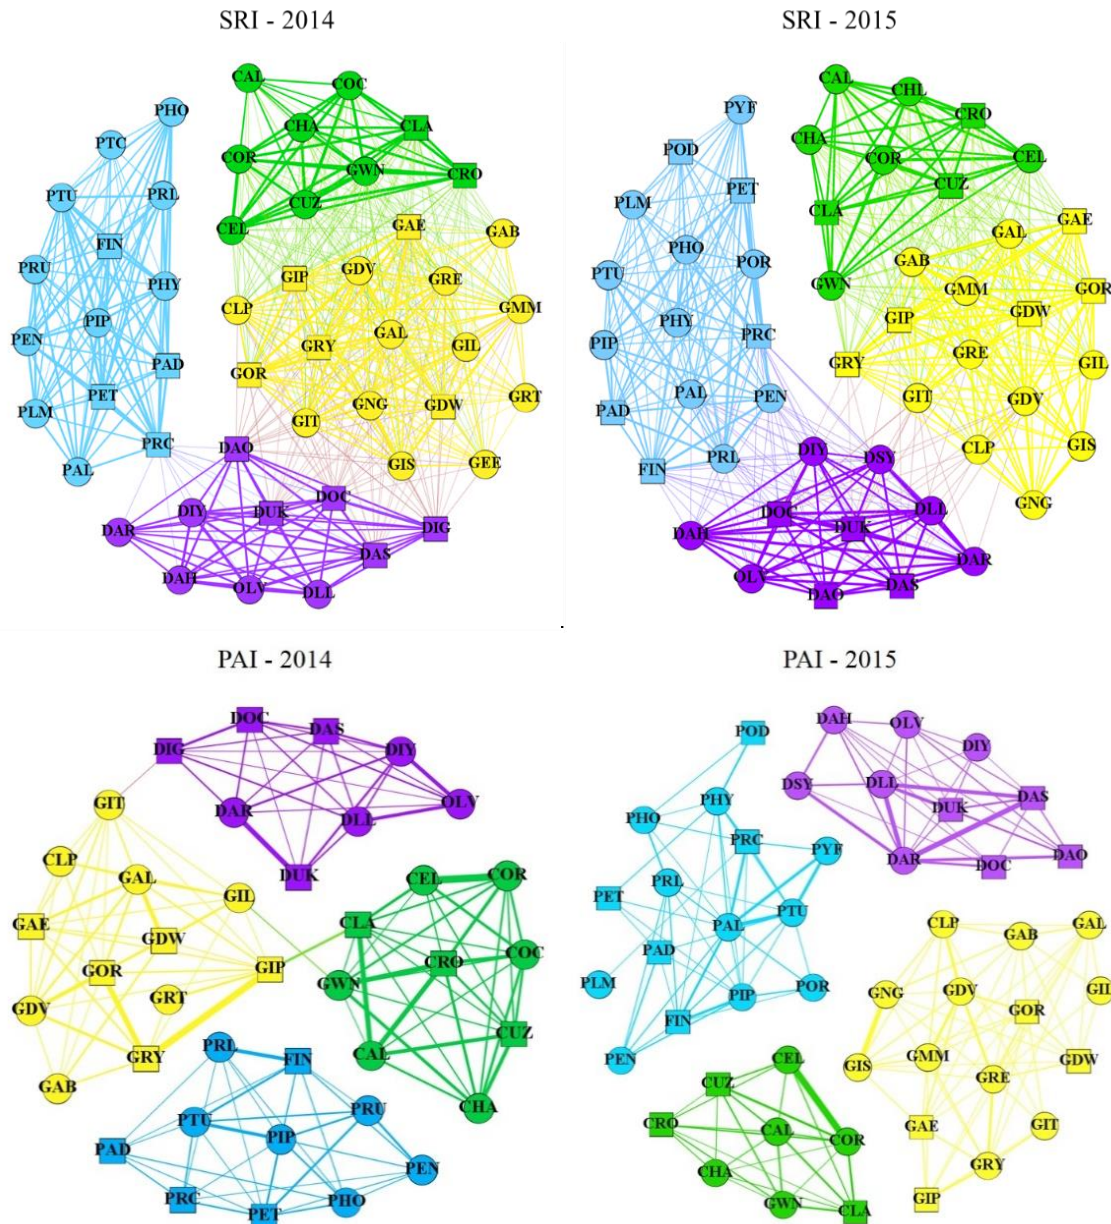 SRI - 2014
SRI - 2015
CAL
COC
PHO
PTC
CHA
CLA
COR
GWN
CRO
PTU
PRL
CUZ
CEL
FIN
GAE
GAB
PRU
PHY
GIP
GDV
GRE
CLP
GMM
PIP
PEN
GAL
GRY
GIL
PAD
GOR
PET
PLM
GNG
GDW
GRT
GIT
PRC
DAO
PAL
GIS
GEE
DOC
DIY
DUK
DIG
DAR
DAS
DAH
OLV
DLL
PYF
CAL
CHL
CRO
POD
CHA
COR
CEL
PET
CUZ
PLM
CLA
GAE
PHO
GAL
POR
GAB
PTU
GWN
GMM
GOR
GDW
PHY
GIP
PRC
PIP
GRE
GRY
GIL
PAL
PEN
GIT
GDV
PAD
CLP
GIS
PRL
DIY
DSY
FIN
GNG
DOC
DLL
DUK
DAH
DAR
OLV
DAS
DAO
.
PAI - 2014
PAI - 2015
DOC
DAS
DIG
DIY
OLV
GIT
DAR
DLL
CLP
GAL
DUK
CEL
COR
GIL
GAE
CLA
GDW
COC
GOR
GIP
CRO
GWN
GRT
GDV
CUZ
PRL
FIN
CAL
GRY
GAB
CHA
PTU
PRU
PIP
PAD
PEN
PRC
PET
PHO
DAH
OLV
POD
DIY
DSY
DLL
PHY
DUK
DAS
PHO
PRC
PYF
DAR
DOC
DAO
PRL
PET
PTU
PAL
CLP
GAB
GAL
PAD
PLM
PIP
POR
GNG
GDV
GIL
GOR
FIN
PEN
CEL
GIS
GMM
GDW
GRE
CUZ
CRO
CAL
COR
GAE
GIT
CHA
GRY
GWN
CLA
GIP